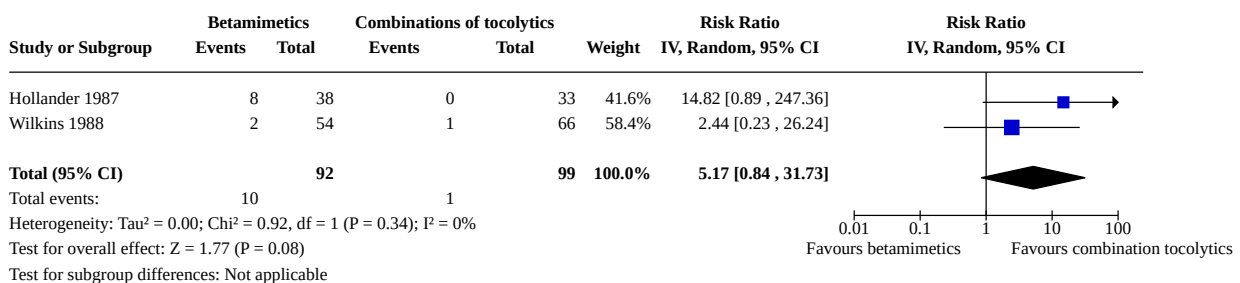 Betamimetics Combinations of tocolytics Risk Ratio Risk Ratio
Study or Subgroup Events Total Events Total Weight IV, Random, 95% CI IV, Random, 95% CI
Hollander 1987 8 38 0 33 41.6% 14.82 [0.89 , 247.36]
Wilkins 1988 2 54 1 66 58.4% 2.44 [0.23 , 26.24]
Total (95% CI) 92 99 100.0% 5.17 [0.84 , 31.73]
Total events: 10 1
Heterogeneity: Tau² = 0.00; Chi² = 0.92, df = 1 (P = 0.34); I² = 0%
0.01 0.1 1 10 100
Test for overall effect: Z = 1.77 (P = 0.08) Favours betamimetics Favours combination tocolytics
Test for subgroup differences: Not applicable